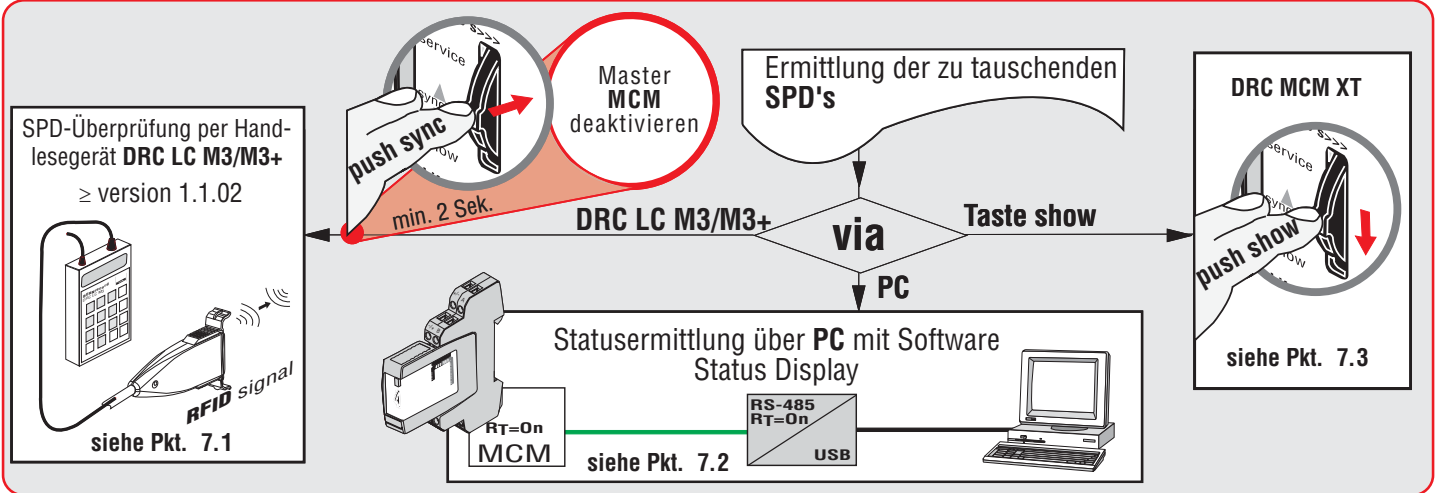 SPD-Überprüfung per Hand-
lesegerät DRC LC M3/M3+
≥ version 1.1.02
RFID signal
siehe Pkt. 7.1
s>>>
service
sync
push sync
Master
MCM
deaktivieren
min. 2 Sek.
Ermittlung der zu tauschenden
SPD's
DRC LC M3/M3+
via
Taste show
PC
Statusermittlung über PC mit Software
Status Display
RT=On
MCM
siehe Pkt. 7.2
RS-485
RT=On
USB
DRC MCM XT
s>>>
service
push show
siehe Pkt. 7.3